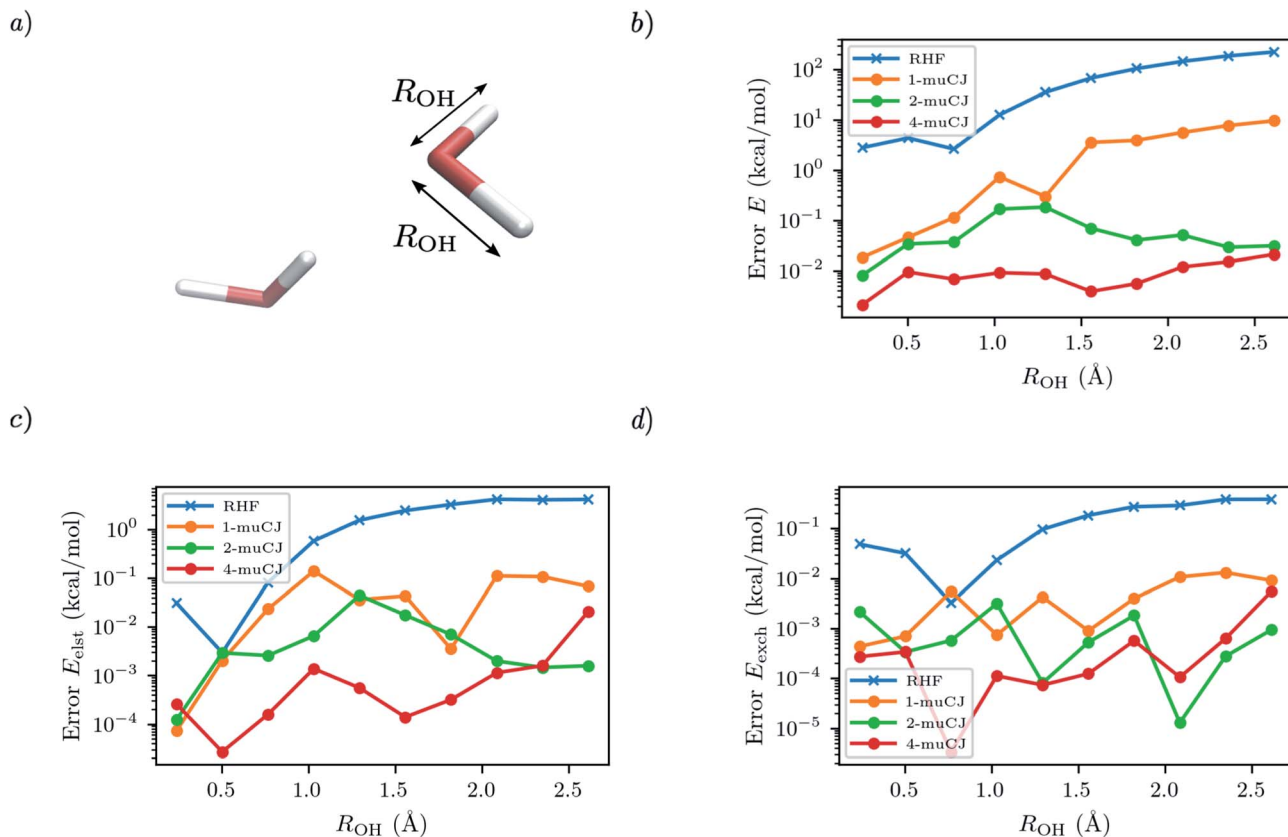 a)
R_OH
R_OH
b)
Error E (kcal/mol)
10^2
10^1
10^0
10^-1
10^-2
RHF
1-muCJ
2-muCJ
4-muCJ
0.5 1.0 1.5 2.0 2.5
R_OH (Å)
c)
Error E_elst (kcal/mol)
10^0
10^-1
10^-2
10^-3
10^-4
RHF
1-muCJ
2-muCJ
4-muCJ
0.5 1.0 1.5 2.0 2.5
R_OH (Å)
d)
Error E_exch (kcal/mol)
10^-1
10^-2
10^-3
10^-4
10^-5
RHF
1-muCJ
2-muCJ
4-muCJ
0.5 1.0 1.5 2.0 2.5
R_OH (Å)